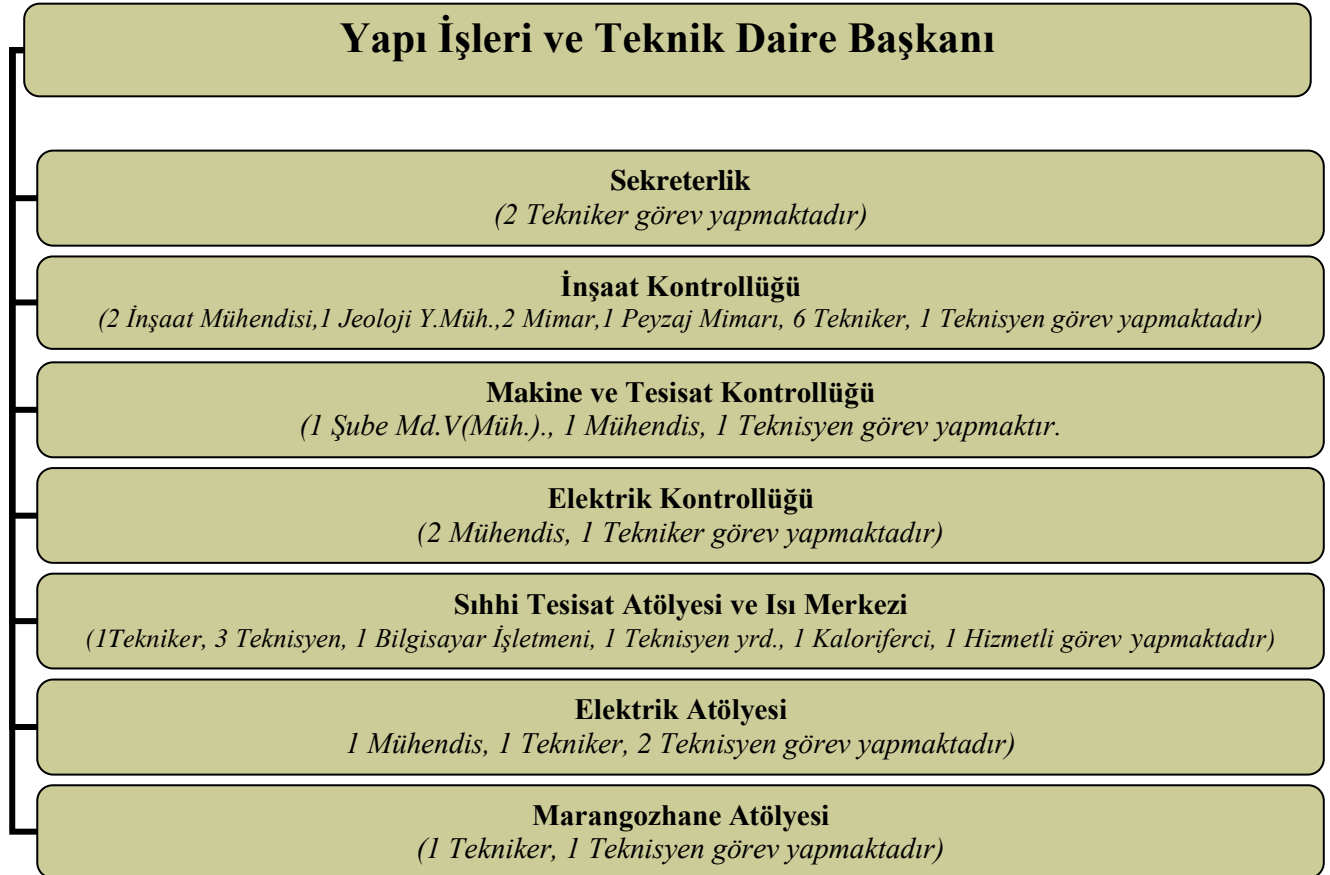 Yapı İşleri ve Teknik Daire Başkanı
Sekreterlik
(2 Tekniker görev yapmaktadır)
İnşaat Kontrollüğü
(2 İnşaat Mühendisi,1 Jeoloji Y.Müh.,2 Mimar,1 Peyzaj Mimarı, 6 Tekniker, 1 Teknisyen görev yapmaktadır)
Makine ve Tesisat Kontrollüğü
(1 Şube Md.V(Müh.)., 1 Mühendis, 1 Teknisyen görev yapmaktır.
Elektrik Kontrollüğü
(2 Mühendis, 1 Tekniker görev yapmaktadır)
Sıhhi Tesisat Atölyesi ve Isı Merkezi
(1Tekniker, 3 Teknisyen, 1 Bilgisayar İşletmeni, 1 Teknisyen yrd., 1 Kaloriferci, 1 Hizmetli görev yapmaktadır)
Elektrik Atölyesi
1 Mühendis, 1 Tekniker, 2 Teknisyen görev yapmaktadır)
Marangozhane Atölyesi
(1 Tekniker, 1 Teknisyen görev yapmaktadır)